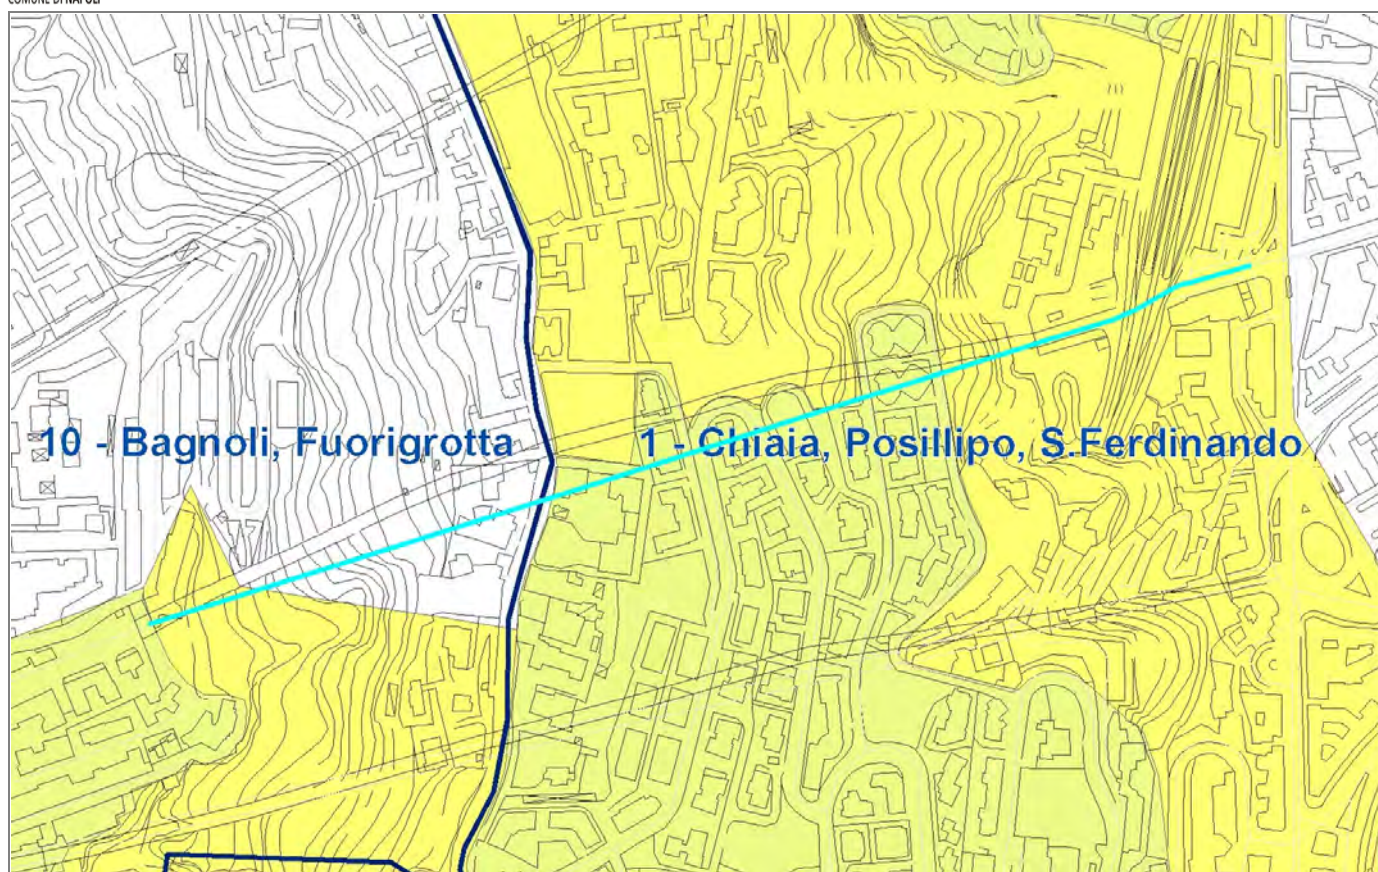 COMUNE DI NAPOLI
10 - Bagnoli, Fuorigrotta
1 - Chiaia, Posillipo, S.Ferdinando